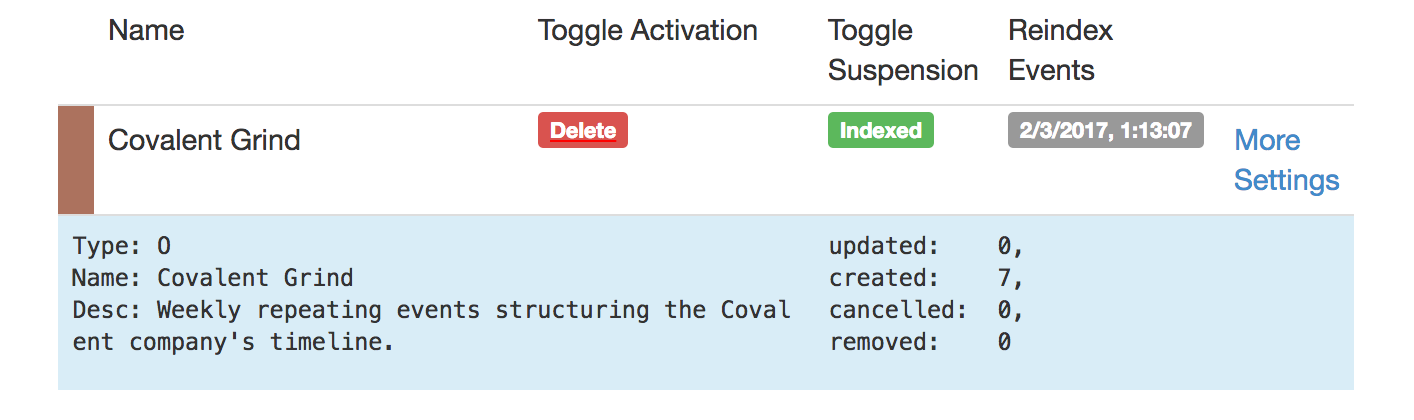 Name Toggle Activation Toggle Suspension Reindex Events
Covalent Grind Delete Indexed 2/3/2017, 1:13:07 More Settings
Type: O updated: 0,
Name: Covalent Grind created: 7,
Desc: Weekly repeating events structuring the Coval cancelled: 0,
ent company's timeline. removed: 0